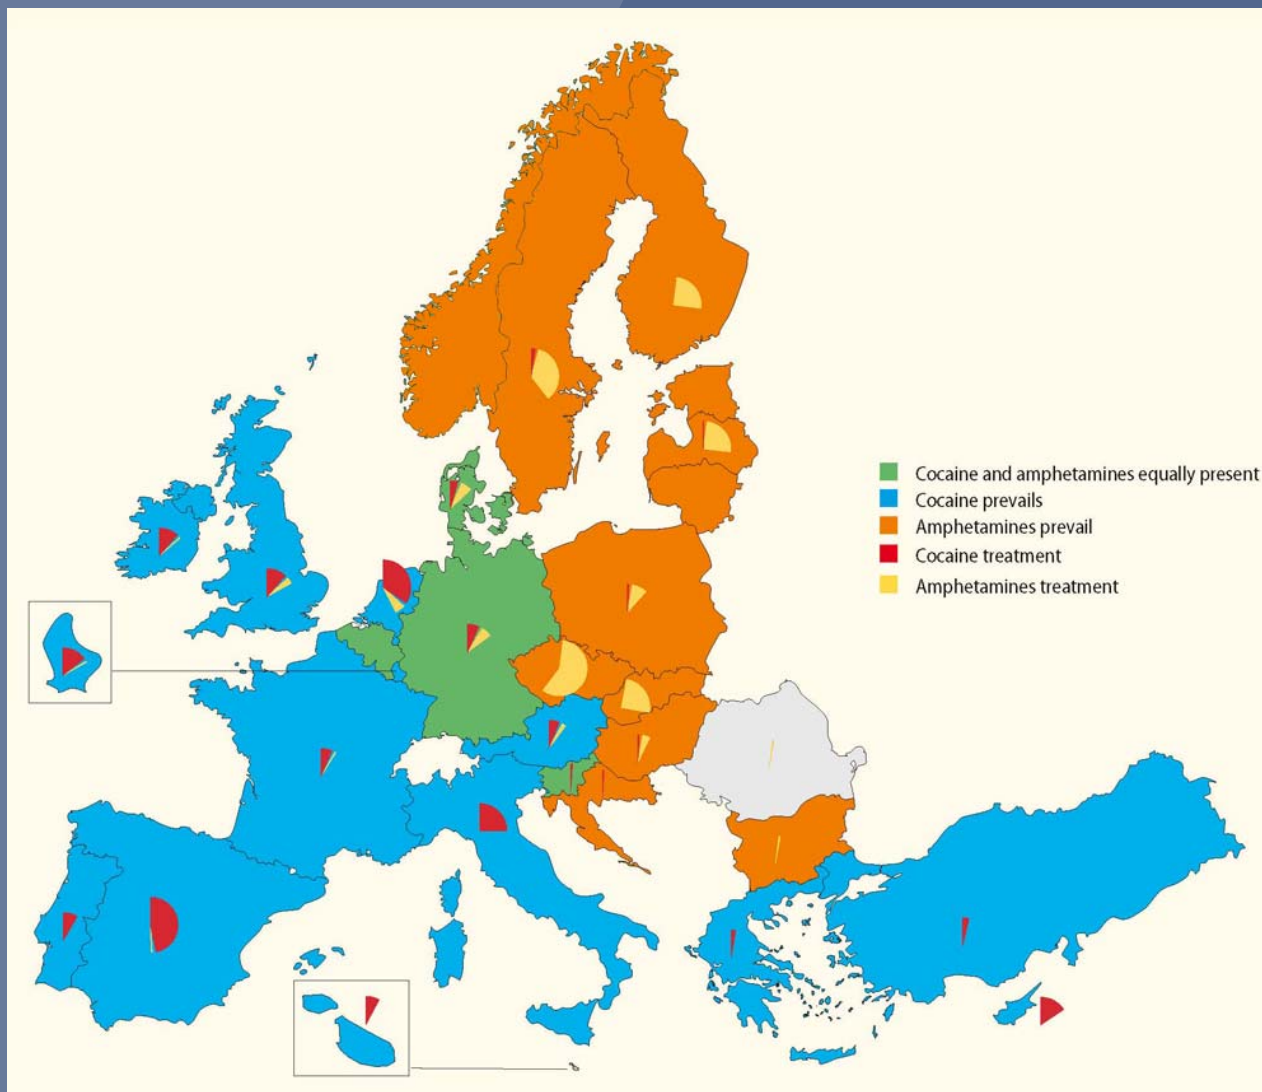 Cocaine and amphetamines equally present
Cocaine prevails
Amphetamines prevail
Cocaine treatment
Amphetamines treatment